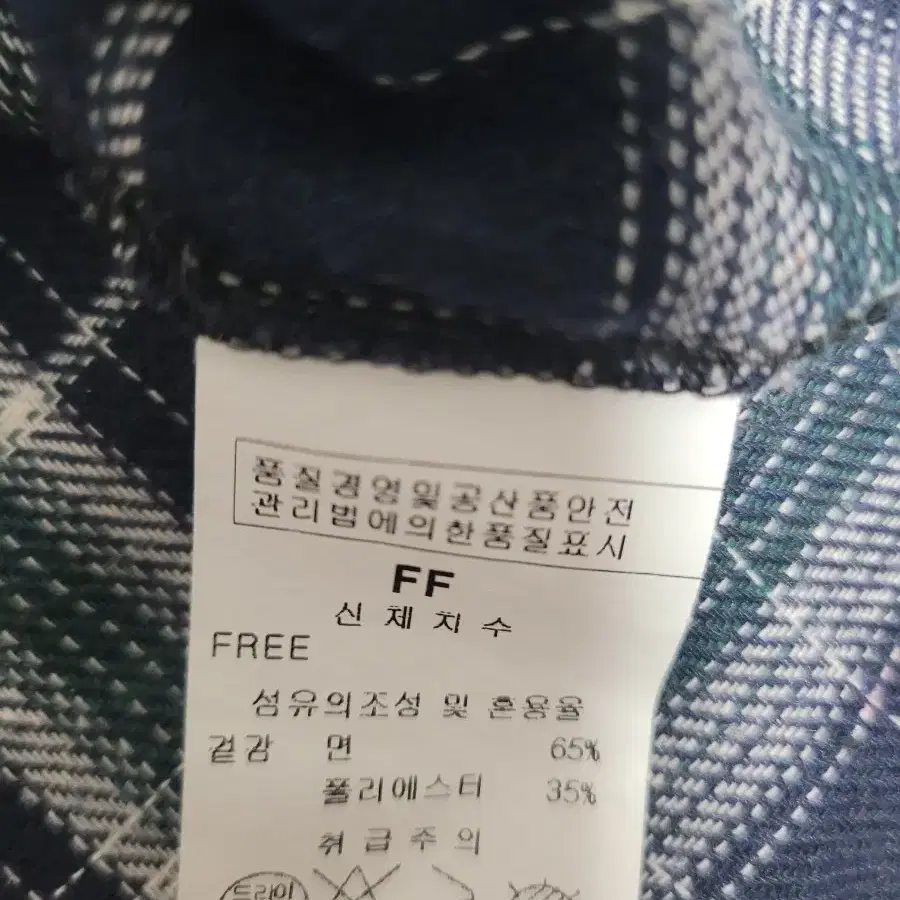 품질경영및공산품안전
관리법에의한품질표시
FF
신체치수
FREE
섬유의조성 및 혼용율
겉감 면 65%
폴리에스터 35%
취급주의
드라이